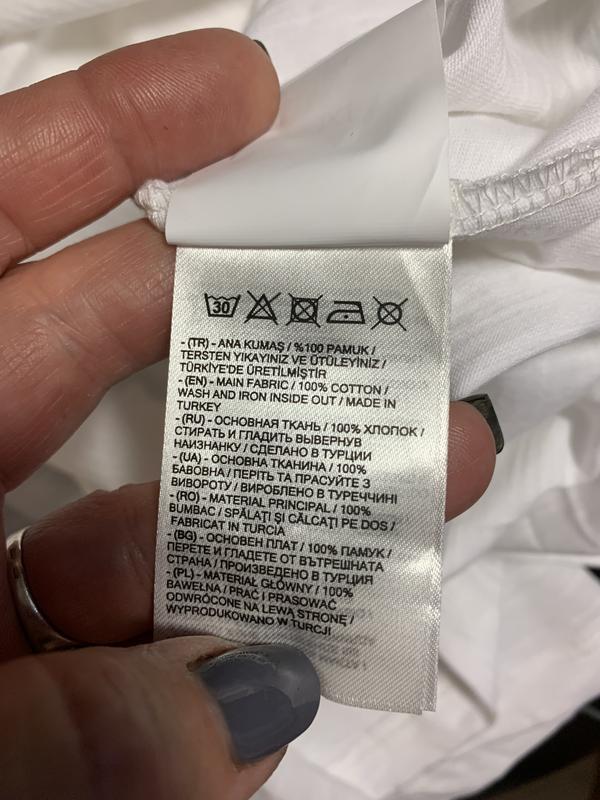 30
- (TR) - ANA KUMAŞ / %100 PAMUK /
TERSTEN YIKAYINIZ VE ÜTÜLEYİNİZ /
TÜRKİYE'DE ÜRETİLMİŞTİR
- (EN) - MAIN FABRIC / 100% COTTON /
WASH AND IRON INSIDE OUT / MADE IN
TURKEY
- (RU) - ОСНОВНАЯ ТКАНЬ / 100% ХЛОПОК /
СТИРАТЬ И ГЛАДИТЬ ВЫВЕРНУВ
НАИЗНАНКУ / СДЕЛАНО В ТУРЦИИ
- (UA) - ОСНОВНА ТКАНИНА / 100%
БАВОВНА / ПЕРІТЬ ТА ПРАСУЙТЕ З
ВИВОРОТУ / ВИРОБЛЕНО В ТУРЕЧЧИНІ
- (RO) - MATERIAL PRINCIPAL / 100%
BUMBAC / SPĂLAȚI ȘI CĂLCAȚI PE DOS /
FABRICAT IN TURCIA
- (BG) - ОСНОВЕН ПЛАТ / 100% ПАМУК /
ПЕРЕТЕ И ГЛАДЕТЕ ОТ ВЪТРЕШНАТА
СТРАНА / ПРОИЗВЕДЕНО В ТУРЦИЯ
- (PL) - MATERIAŁ GŁÓWNY / 100%
BAWEŁNA / PRAĆ I PRASOWAĆ
ODWRÓCONE NA LEWĄ STRONĘ /
WYPRODUKOWANO W TURCJI